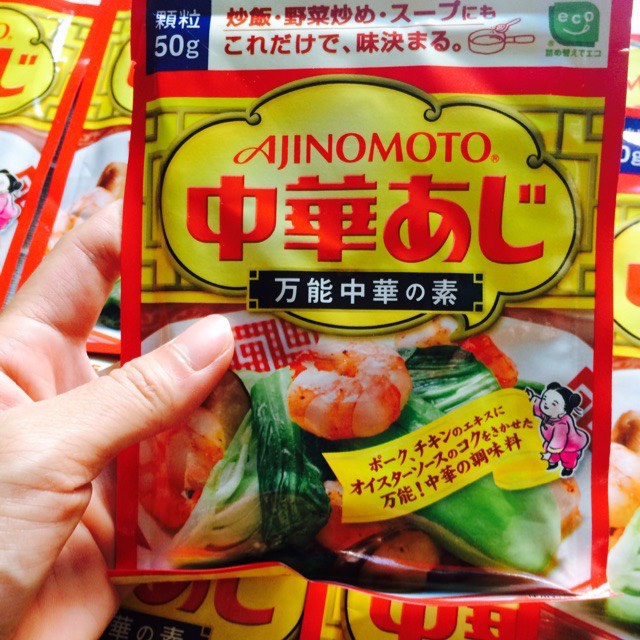 顆粒
50g
炒飯・野菜炒め・スープにも
これだけで、味決まる。
eco
詰め替えでエコ
AJINOMOTO®
中華あじ
万能中華の素
ポーク、チキンのエキスに
オイスターソースのコクをきかせた
万能！中華の調味料